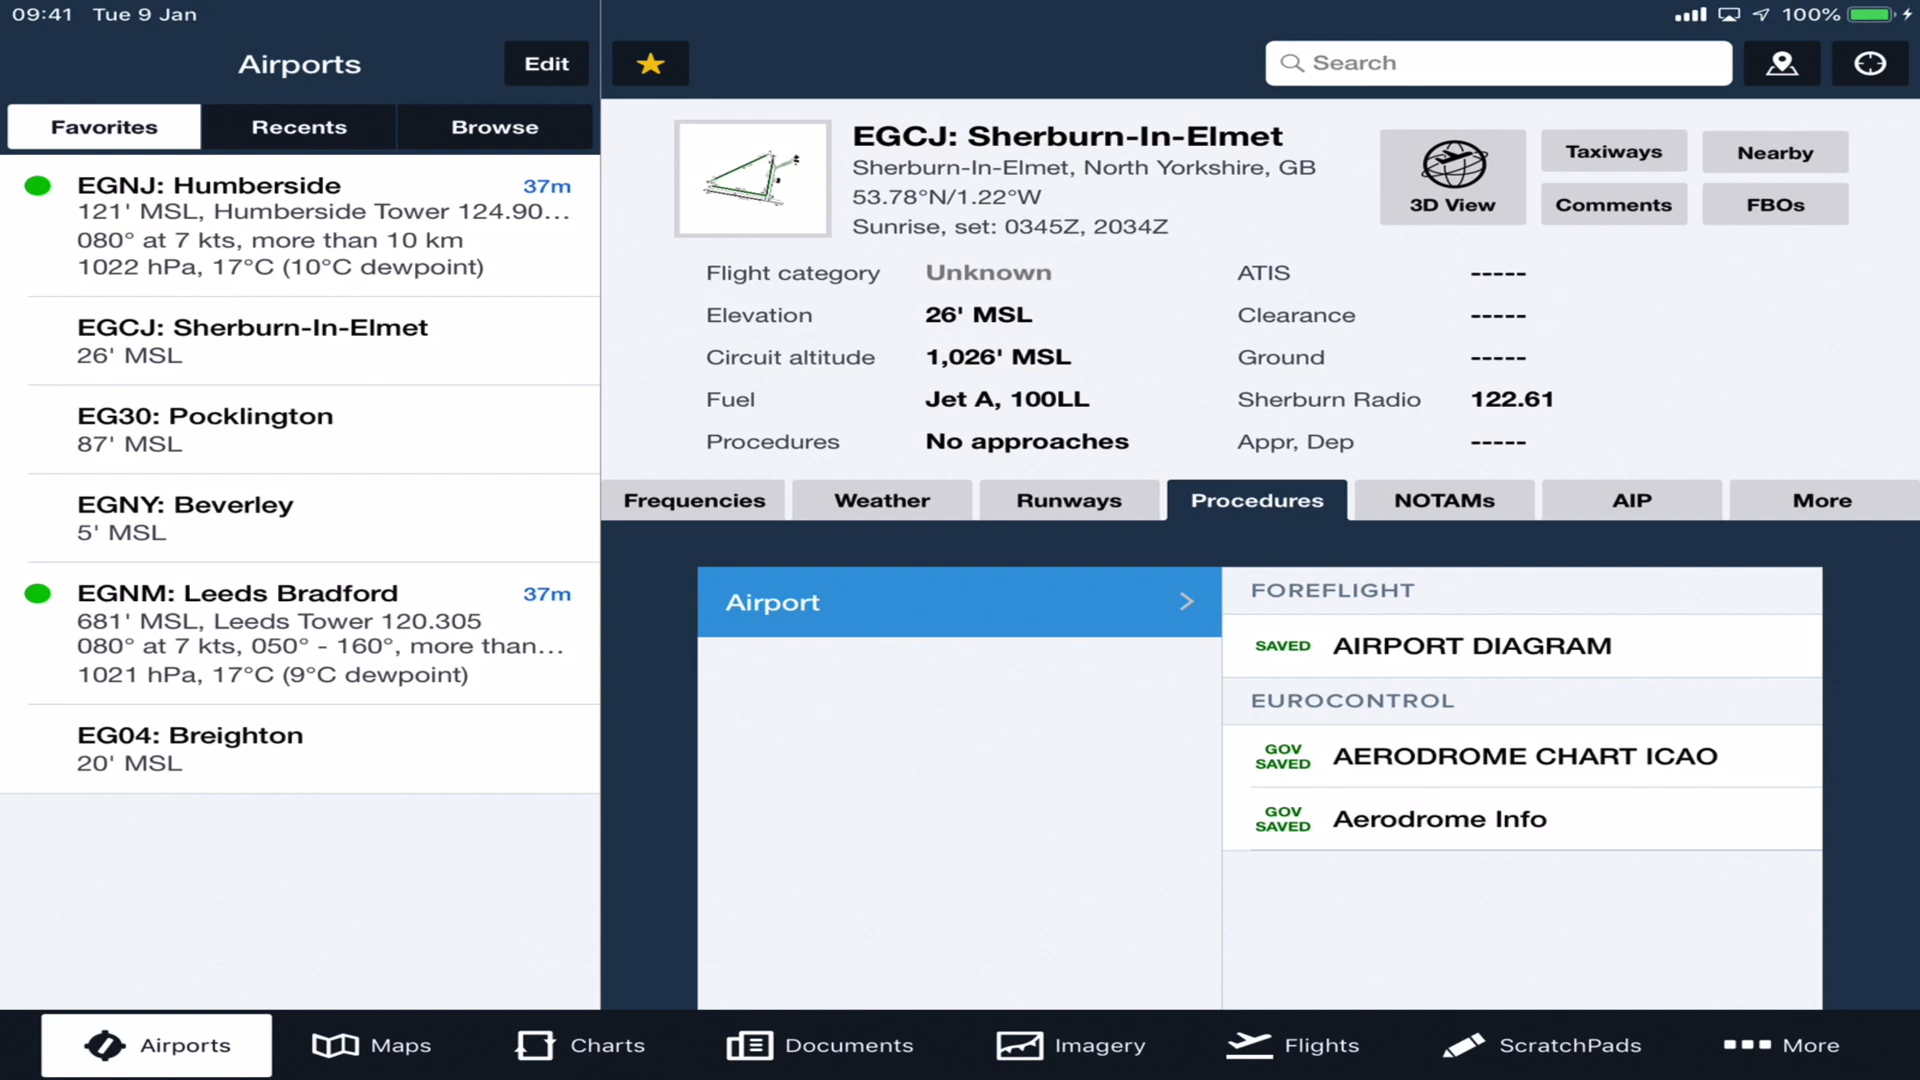 09:41 Tue 9 Jan
100%
Airports
Edit
Search
Favorites
Recents
Browse
EGNJ: Humberside 37m
121' MSL, Humberside Tower 124.90...
080° at 7 kts, more than 10 km
1022 hPa, 17°C (10°C dewpoint)
EGCJ: Sherburn-In-Elmet
26' MSL
EG30: Pocklington
87' MSL
EGNY: Beverley
5' MSL
EGNM: Leeds Bradford 37m
681' MSL, Leeds Tower 120.305
080° at 7 kts, 050° - 160°, more than...
1021 hPa, 17°C (9°C dewpoint)
EG04: Breighton
20' MSL
EGCJ: Sherburn-In-Elmet
Sherburn-In-Elmet, North Yorkshire, GB
53.78°N/1.22°W
Sunrise, set: 0345Z, 2034Z
3D View
Taxiways
Nearby
Comments
FBOs
Flight category Unknown
Elevation 26' MSL
Circuit altitude 1,026' MSL
Fuel Jet A, 100LL
Procedures No approaches
ATIS -----
Clearance -----
Ground -----
Sherburn Radio 122.61
Appr, Dep -----
Frequencies
Weather
Runways
Procedures
NOTAMs
AIP
More
Airport
FOREFLIGHT
SAVED AIRPORT DIAGRAM
EUROCONTROL
GOV
SAVED
AERODROME CHART ICAO
GOV
SAVED
Aerodrome Info
Airports
Maps
Charts
Documents
Imagery
Flights
ScratchPads
More